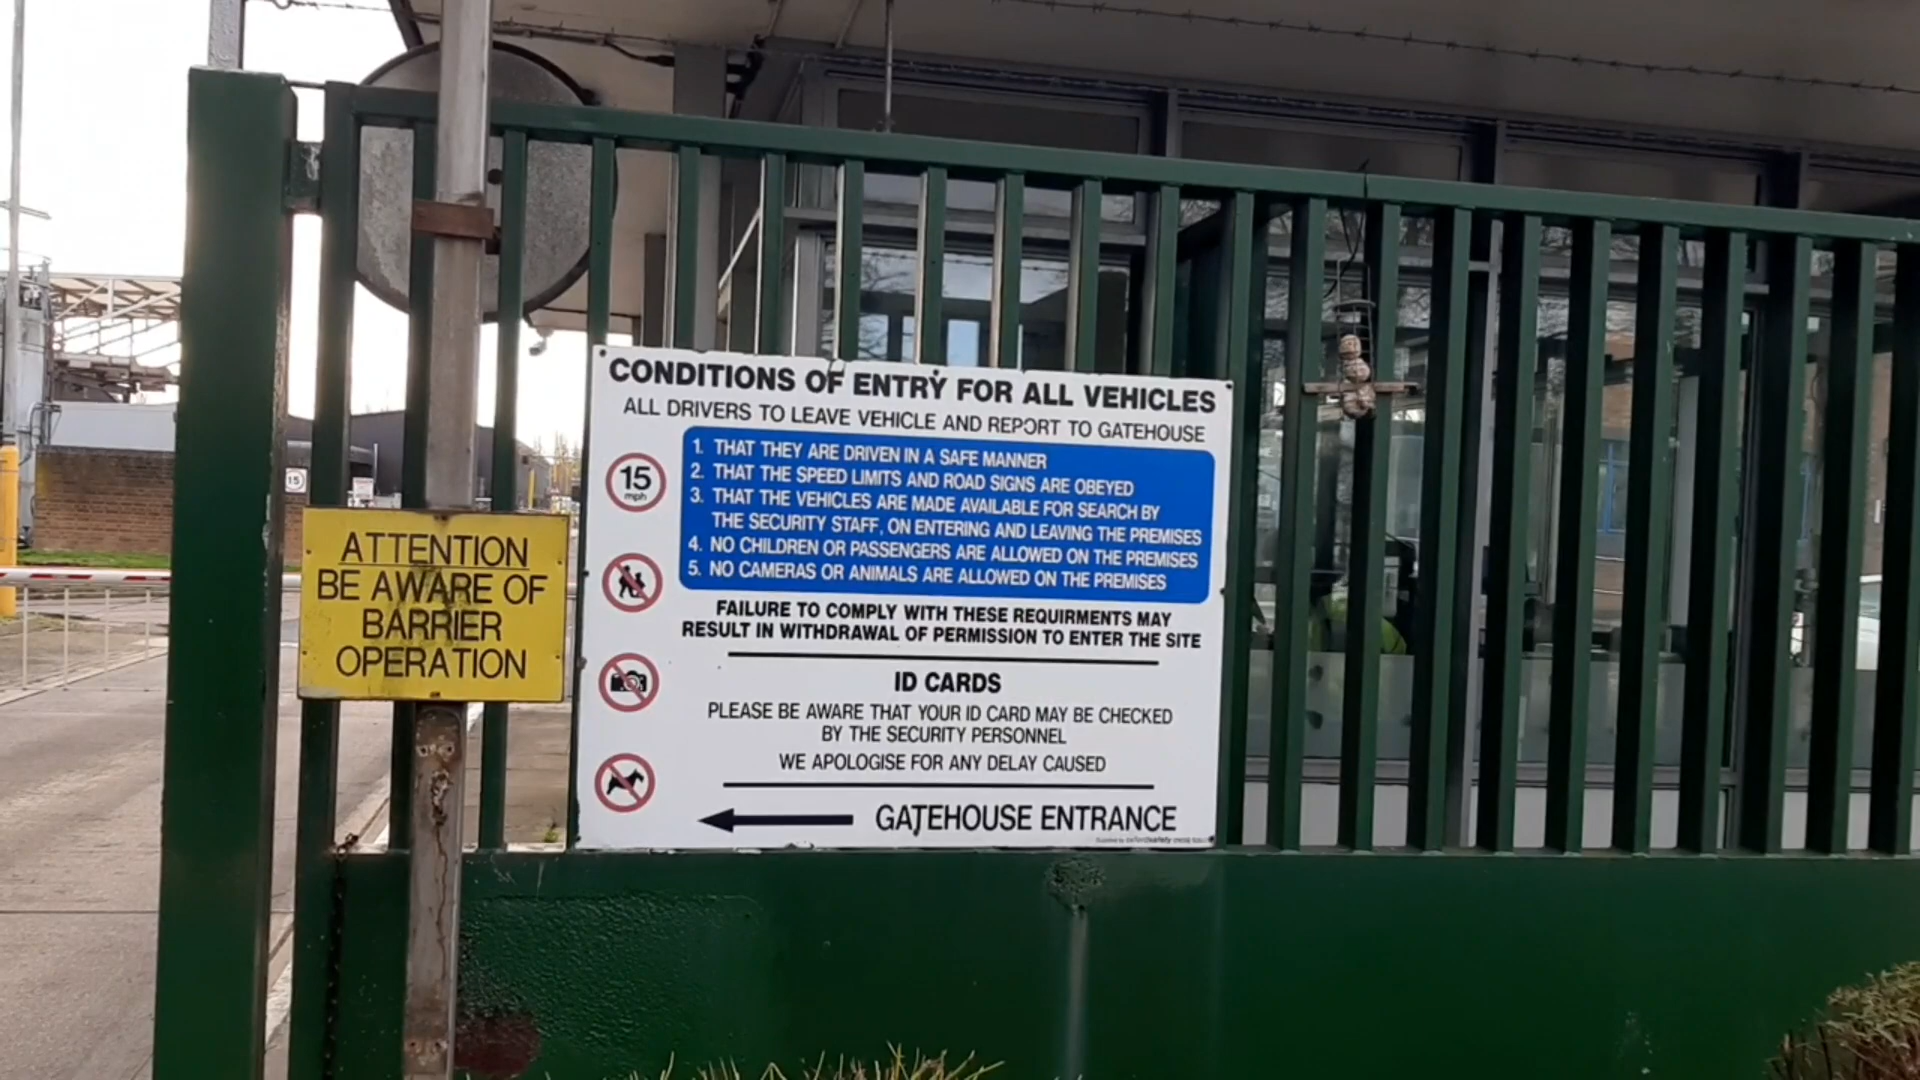 CONDITIONS OF ENTRY FOR ALL VEHICLES
ALL DRIVERS TO LEAVE VEHICLE AND REPORT TO GATEHOUSE
15
mph
1. THAT THEY ARE DRIVEN IN A SAFE MANNER
2. THAT THE SPEED LIMITS AND ROAD SIGNS ARE OBEYED
3. THAT THE VEHICLES ARE MADE AVAILABLE FOR SEARCH BY
THE SECURITY STAFF, ON ENTERING AND LEAVING THE PREMISES
4. NO CHILDREN OR PASSENGERS ARE ALLOWED ON THE PREMISES
5. NO CAMERAS OR ANIMALS ARE ALLOWED ON THE PREMISES
FAILURE TO COMPLY WITH THESE REQUIRMENTS MAY
RESULT IN WITHDRAWAL OF PERMISSION TO ENTER THE SITE
ID CARDS
PLEASE BE AWARE THAT YOUR ID CARD MAY BE CHECKED
BY THE SECURITY PERSONNEL
WE APOLOGISE FOR ANY DELAY CAUSED
GATEHOUSE ENTRANCE
ATTENTION
BE AWARE OF
BARRIER
OPERATION
15